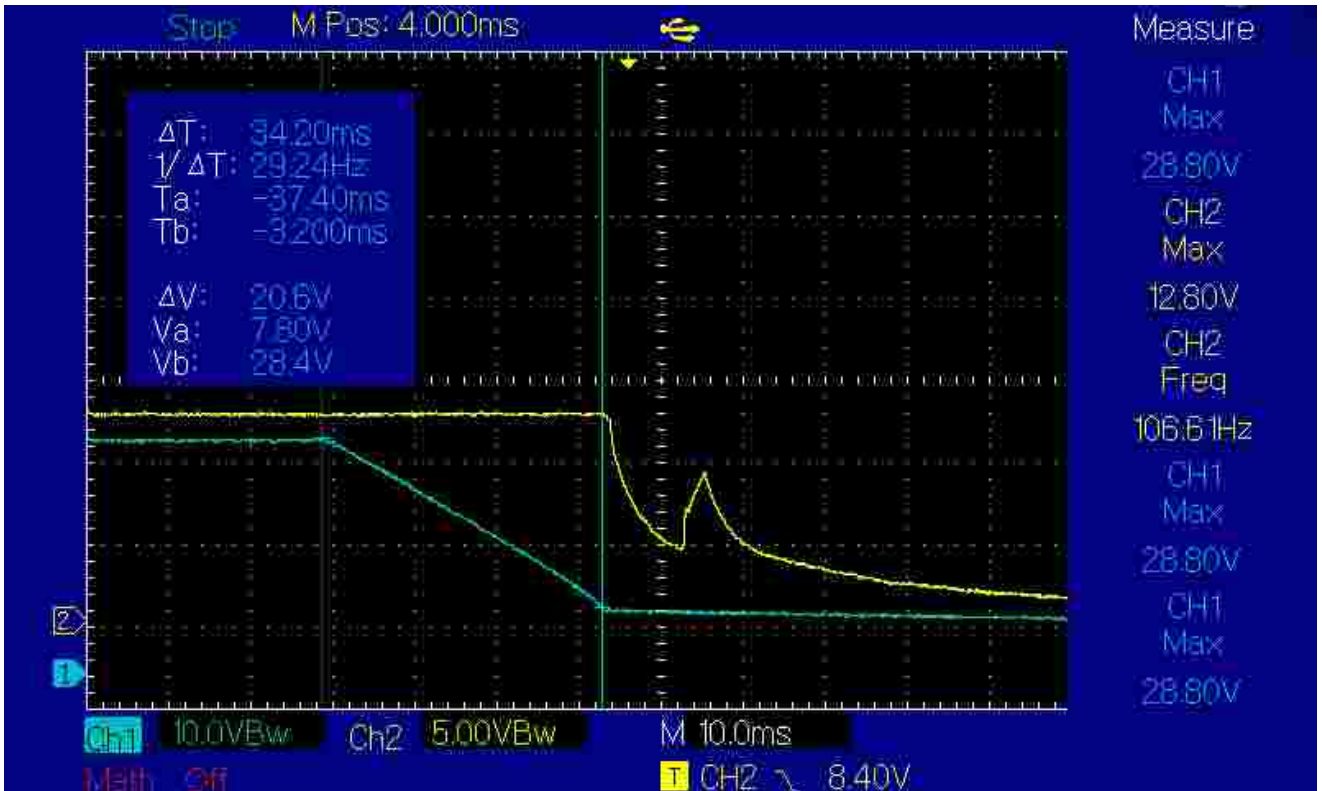 Stop M Pos: 4.000ms
Measure
CH1
Max
28.80V
CH2
Max
12.80V
CH2
Freq
106.61Hz
CH1
Max
28.80V
CH1
Max
28.80V
ΔT: 34.20ms
1/ΔT: 29.24Hz
Ta: -37.40ms
Tb: -3.200ms
ΔV: 20.6V
Va: 7.80V
Vb: 28.4V
2
1
Ch1 10.0VBw Ch2 5.00VBw M 10.0ms
Math Off T CH2 8.40V